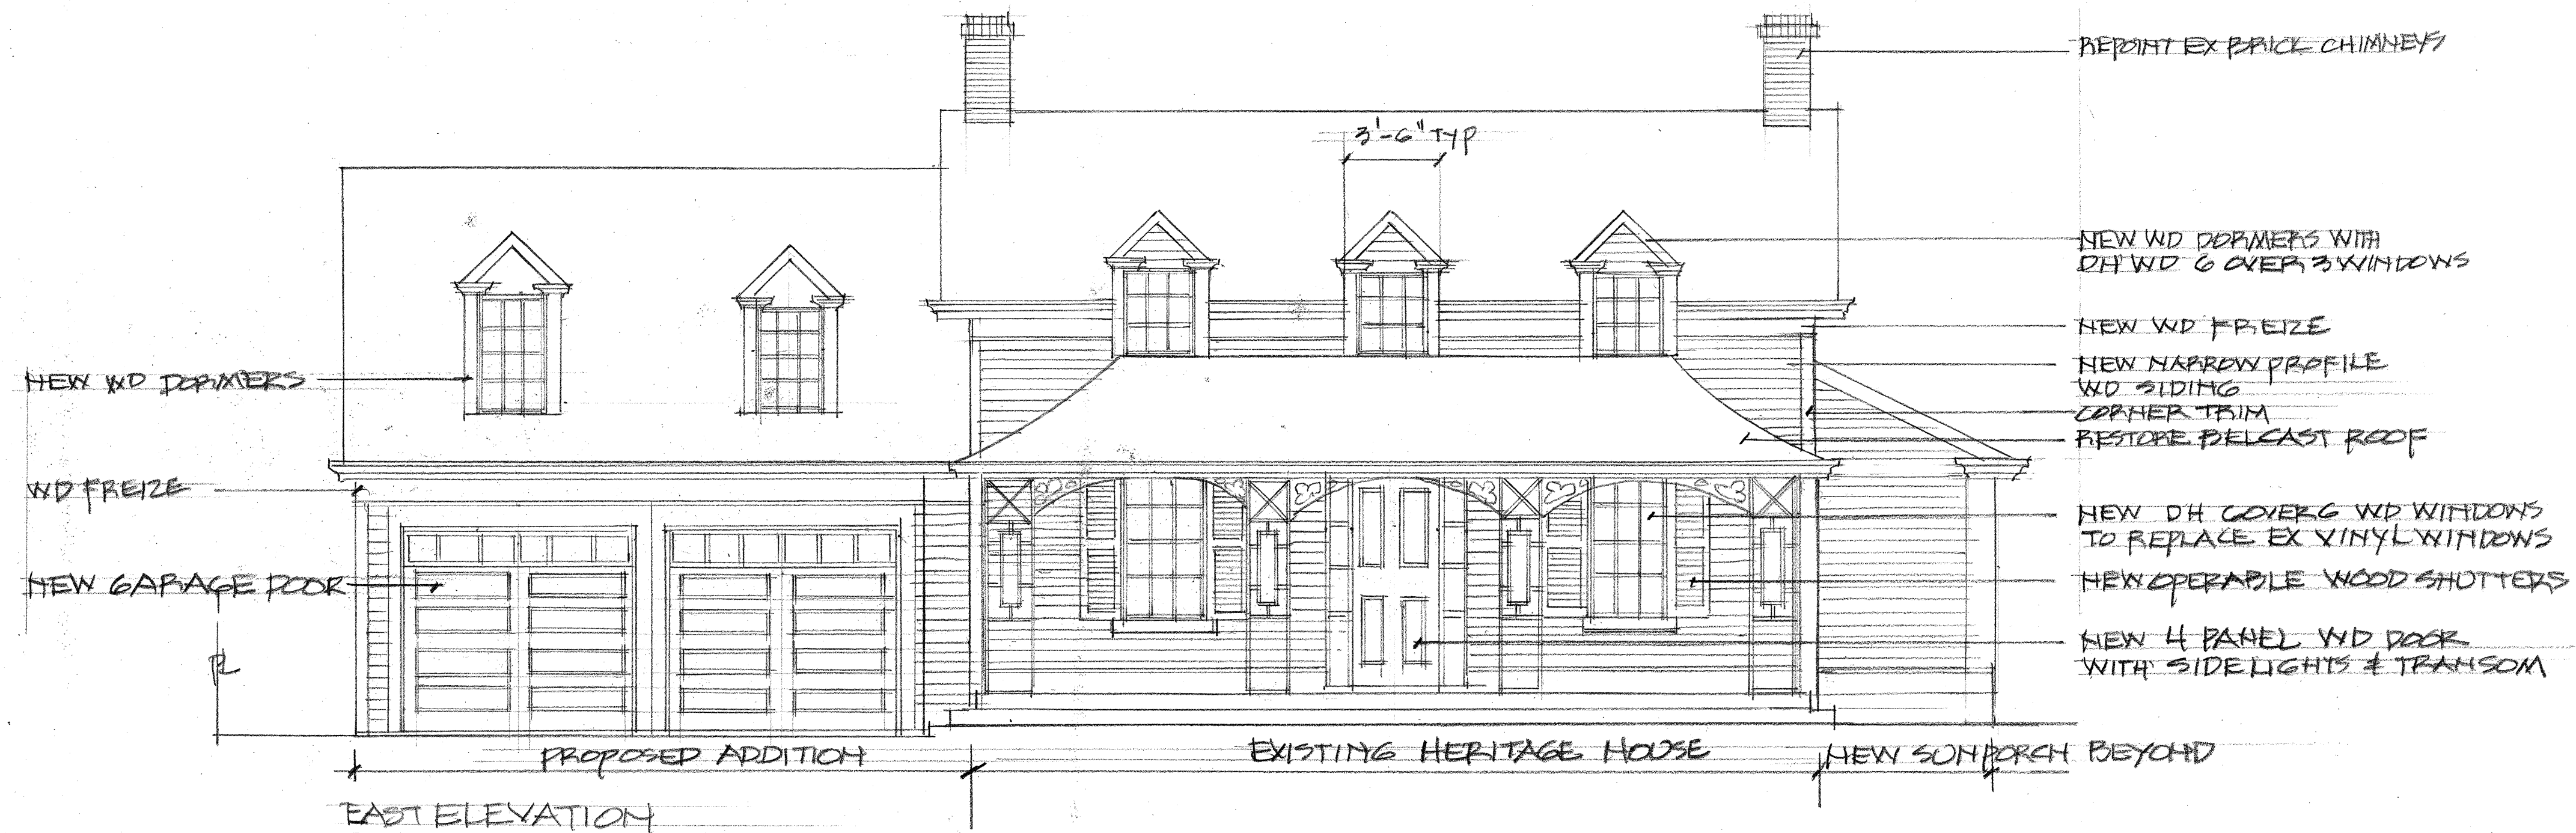 REPOINT EX BRICK CHIMNEYS
3'-6" TYP
NEW WD DORMERS WITH
DH WD 6 OVER 3 WINDOWS
NEW WD FREIZE
NEW NARROW PROFILE
WD SIDING
CORNER TRIM
RESTORE BELCAST ROOF
NEW DH 6 OVER 6 WD WINDOWS
TO REPLACE EX VINYL WINDOWS
NEW OPERABLE WOOD SHUTTERS
NEW 4 PANEL WD DOOR
WITH SIDELIGHTS & TRANSOM
NEW WD DORMERS
WD FREIZE
NEW GARAGE DOOR
PL
PROPOSED ADDITION
EXISTING HERITAGE HOUSE
NEW SUNPORCH BEYOND
EAST ELEVATION